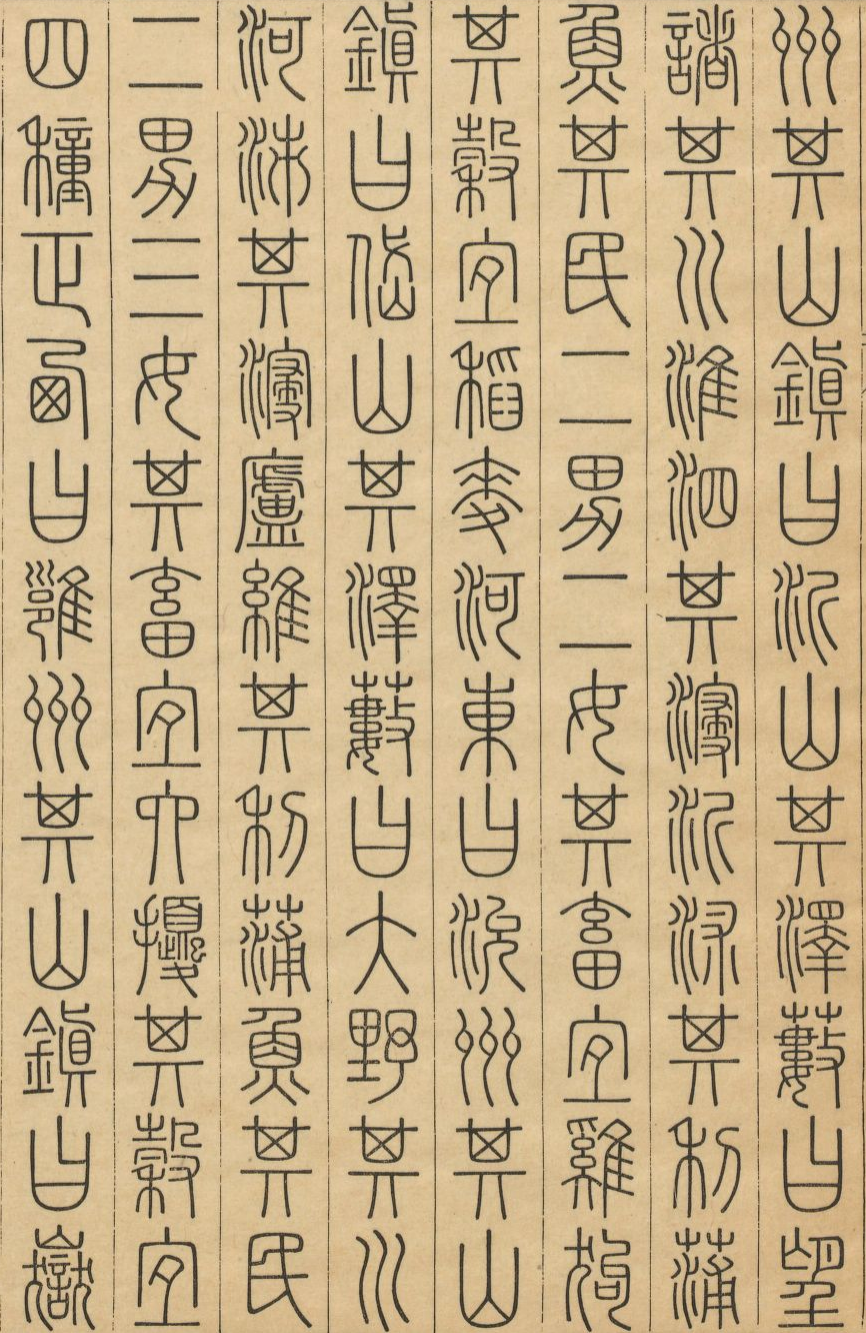 州其山鎮曰沂山其澤藪曰望
諸其川淮泗其浸沂沭其利蒲
魚其民二男二女其畜宜雞狗
其穀宜稻麥河東曰兗州其山
鎮曰岱山其澤藪曰大野其川
河泲其浸盧維其利蒲魚其民
二男三女其畜宜六擾其穀宜
四種正西曰雍州其山鎮曰嶽